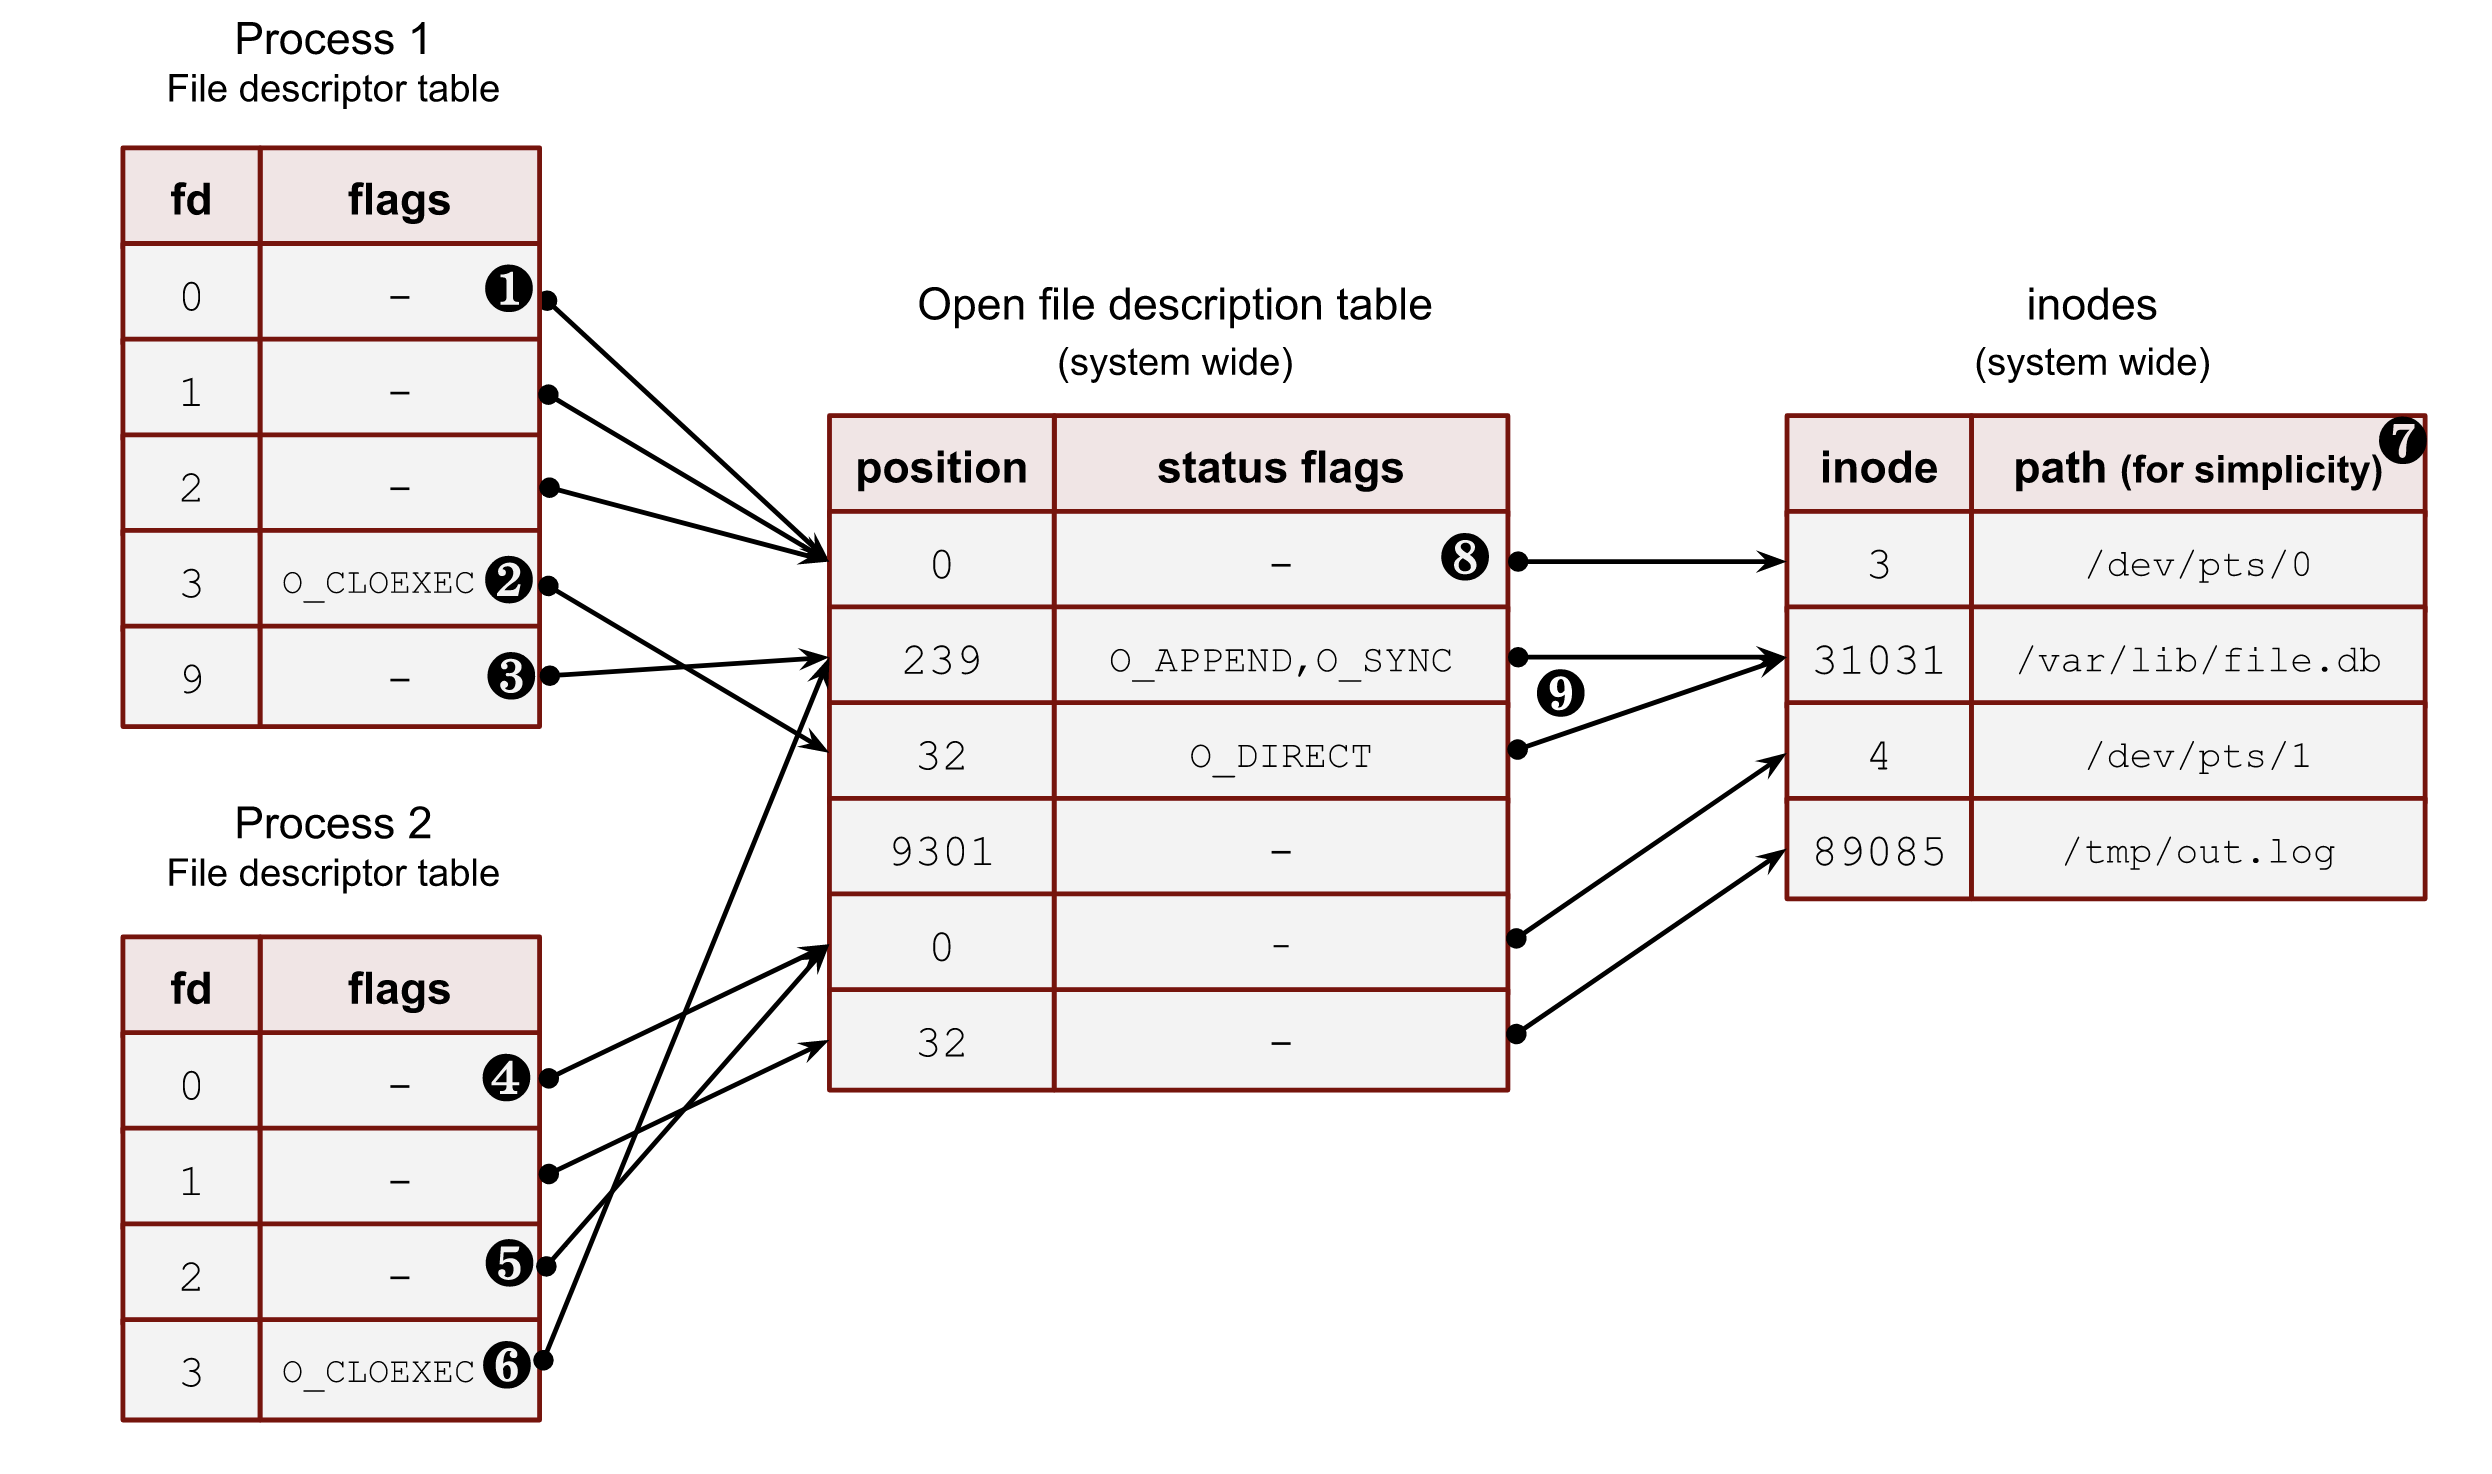 Process 1
File descriptor table
fd flags
0 - ❶
1 -
2 -
3 O_CLOEXEC ❷
9 - ❸
Process 2
File descriptor table
fd flags
0 - ❹
1 -
2 - ❺
3 O_CLOEXEC ❻
Open file description table
(system wide)
position status flags
0 - ❽
239 O_APPEND,O_SYNC
32 O_DIRECT
9301 -
0 -
32 -
❾
inodes
(system wide)
inode path (for simplicity) ❼
3 /dev/pts/0
31031 /var/lib/file.db
4 /dev/pts/1
89085 /tmp/out.log